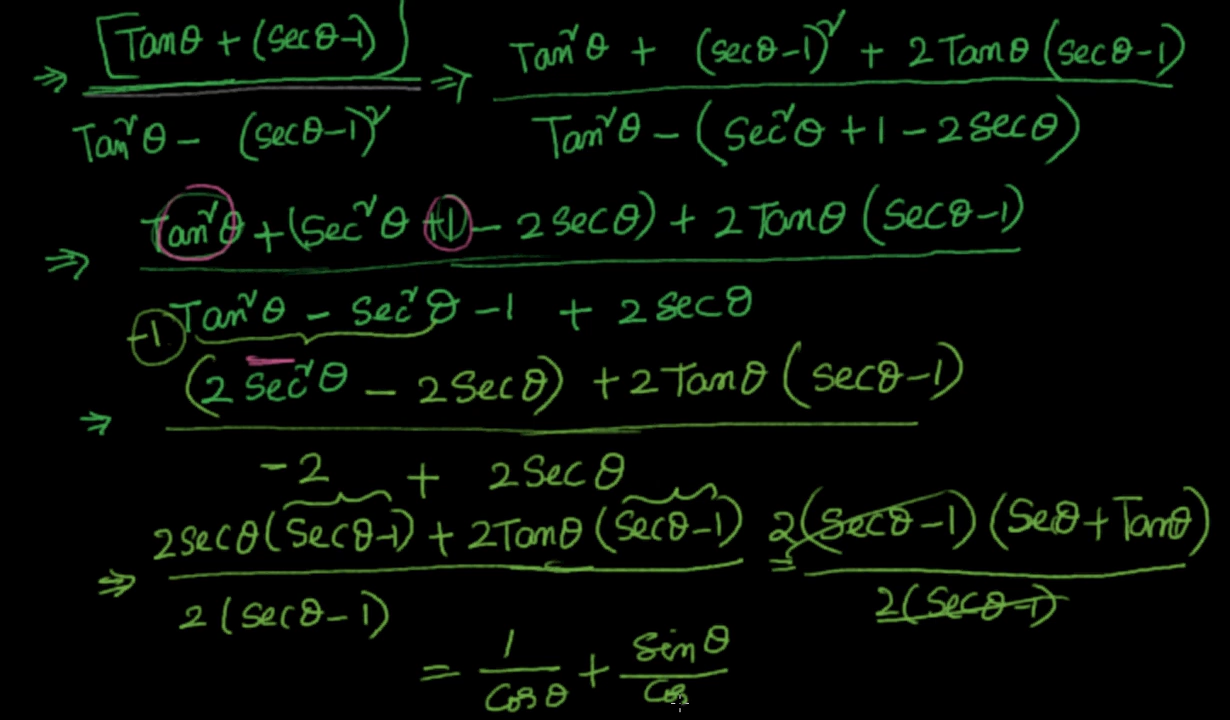 ⇒ [Tanθ + (secθ-1)] / Tan²θ - (secθ-1)² ⇒ Tan²θ + (secθ-1)² + 2Tanθ(secθ-1) / Tan²θ - (Sec²θ + 1 - 2secθ)
⇒ Tan²θ + (Sec²θ +1 - 2secθ) + 2Tanθ(Secθ-1) / Tan²θ - Sec²θ - 1 + 2secθ
-1
⇒ (2Sec²θ - 2Secθ) + 2Tanθ(secθ-1) / -2 + 2Secθ
⇒ 2secθ(Secθ-1) + 2Tanθ(Secθ-1) / 2(Secθ-1) = 2(Secθ-1)(Secθ+Tanθ) / 2(Secθ-1)
= 1/Cosθ + Sinθ/Cos